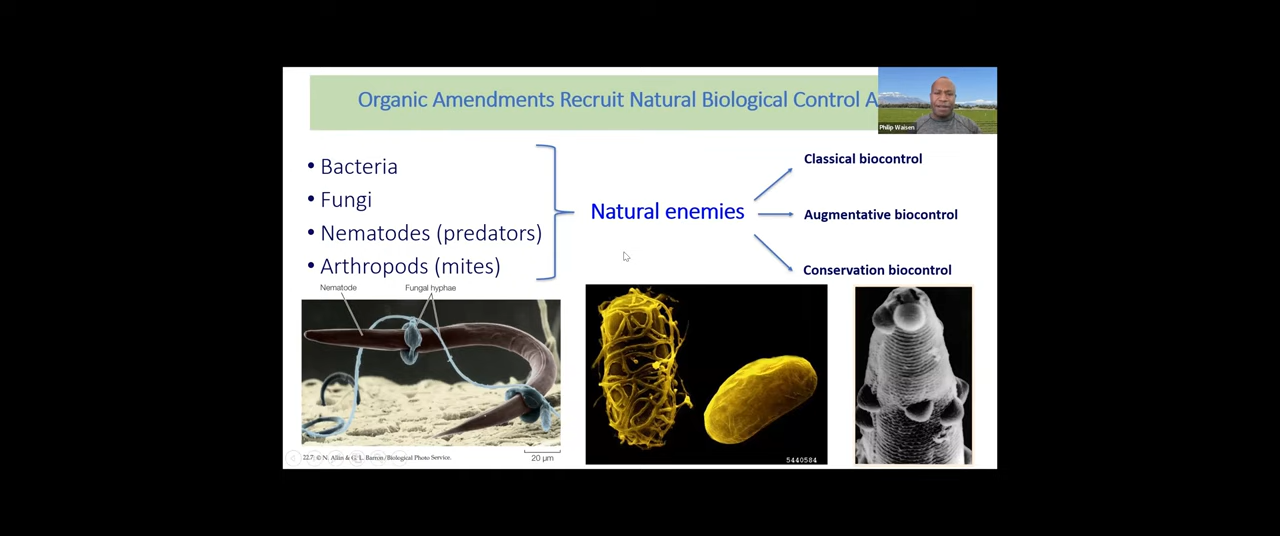 Organic Amendments Recruit Natural Biological Control A
Philip Waisen
• Bacteria
• Fungi
• Nematodes (predators)
• Arthropods (mites)
Natural enemies
Classical biocontrol
Augmentative biocontrol
Conservation biocontrol
Nematode
Fungal hyphae
22.7 © N. Allin & G. L. Barron/Biological Photo Service.
20 µm
5440584